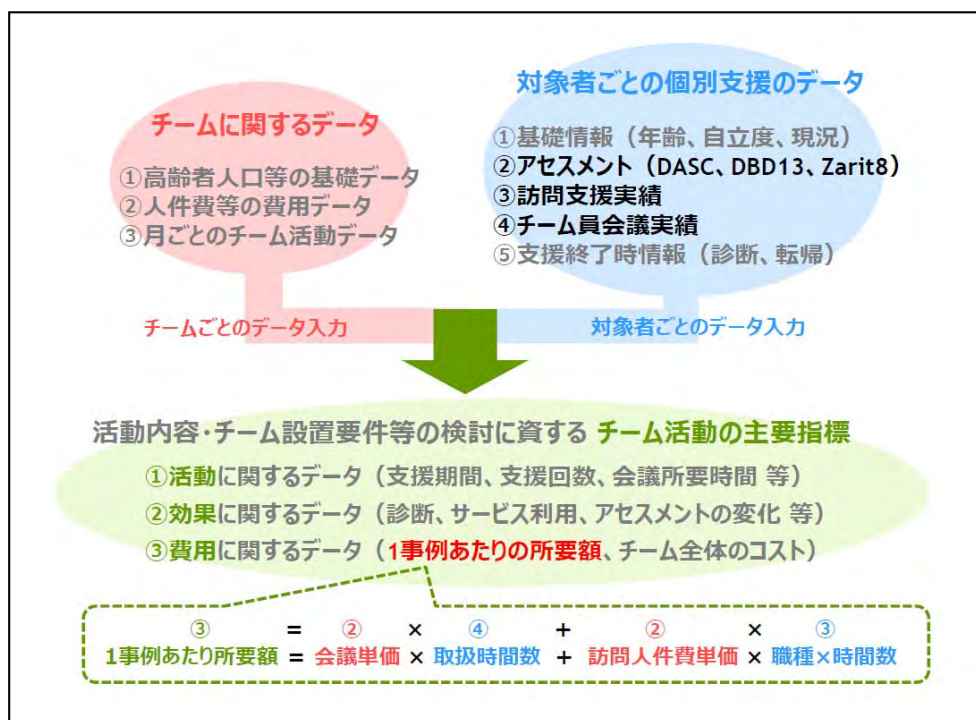 チームに関するデータ
①高齢者人口等の基礎データ
②人件費等の費用データ
③月ごとのチーム活動データ
対象者ごとの個別支援のデータ
①基礎情報（年齢、自立度、現況）
②アセスメント（DASC、DBD13、Zarit8）
③訪問支援実績
④チーム員会議実績
⑤支援終了時情報（診断、転帰）
チームごとのデータ入力
対象者ごとのデータ入力
活動内容・チーム設置要件等の検討に資する チーム活動の主要指標
①活動に関するデータ（支援期間、支援回数、会議所要時間 等）
②効果に関するデータ（診断、サービス利用、アセスメントの変化 等）
③費用に関するデータ（1事例あたりの所要額、チーム全体のコスト）
③ = ② × ④ + ② × ③
1事例あたり所要額 = 会議単価 × 取扱時間数 + 訪問人件費単価 × 職種×時間数